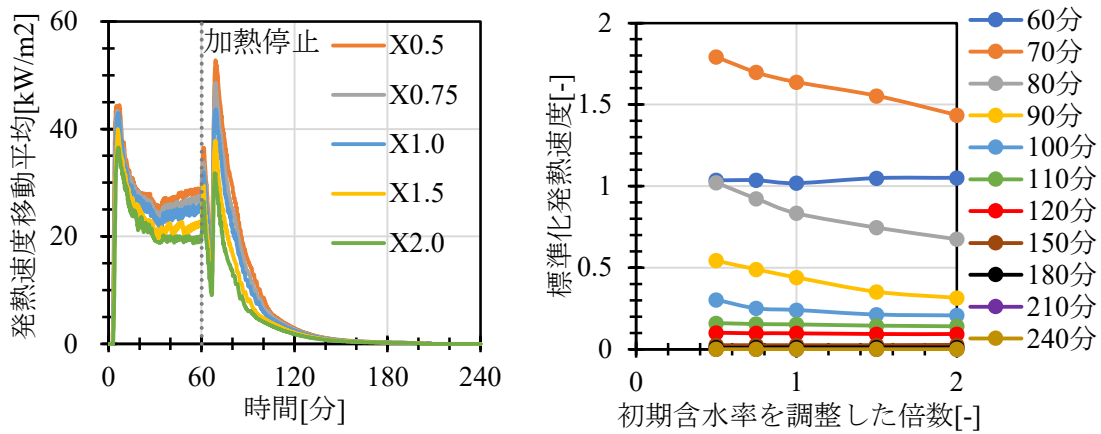 発熱速度移動平均[kW/m2]
60
40
20
0
加熱停止
X0.5
X0.75
X1.0
X1.5
X2.0
0
60
120
180
240
時間[分]
標準化発熱速度[-]
2
1.5
1
0.5
0
0
1
2
初期含水率を調整した倍数[-]
60分
70分
80分
90分
100分
110分
120分
150分
180分
210分
240分